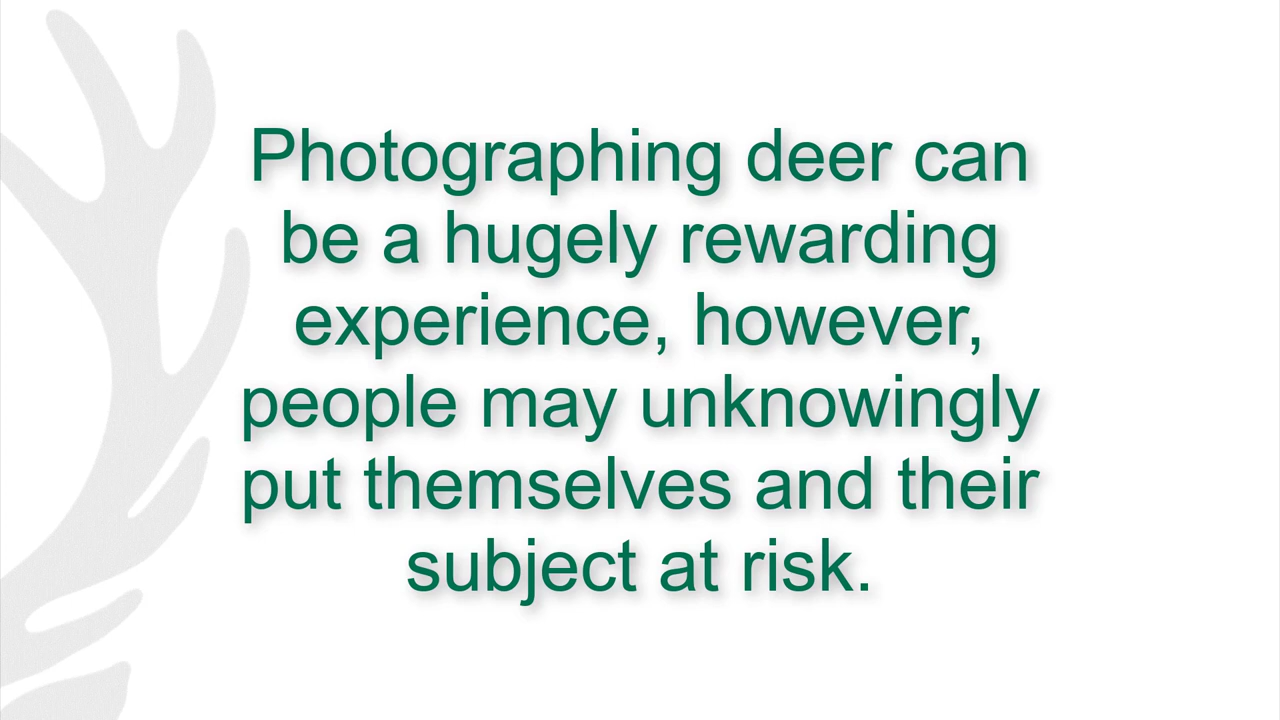 Photographing deer can
be a hugely rewarding
experience, however,
people may unknowingly
put themselves and their
subject at risk.